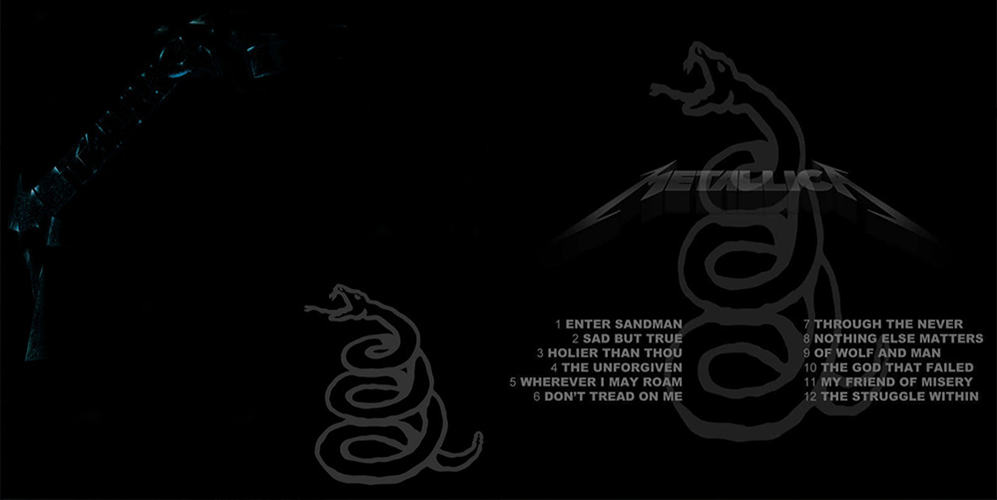 METALLICA
METALLICA
1 ENTER SANDMAN
2 SAD BUT TRUE
3 HOLIER THAN THOU
4 THE UNFORGIVEN
5 WHEREVER I MAY ROAM
6 DON'T TREAD ON ME
7 THROUGH THE NEVER
8 NOTHING ELSE MATTERS
9 OF WOLF AND MAN
10 THE GOD THAT FAILED
11 MY FRIEND OF MISERY
12 THE STRUGGLE WITHIN